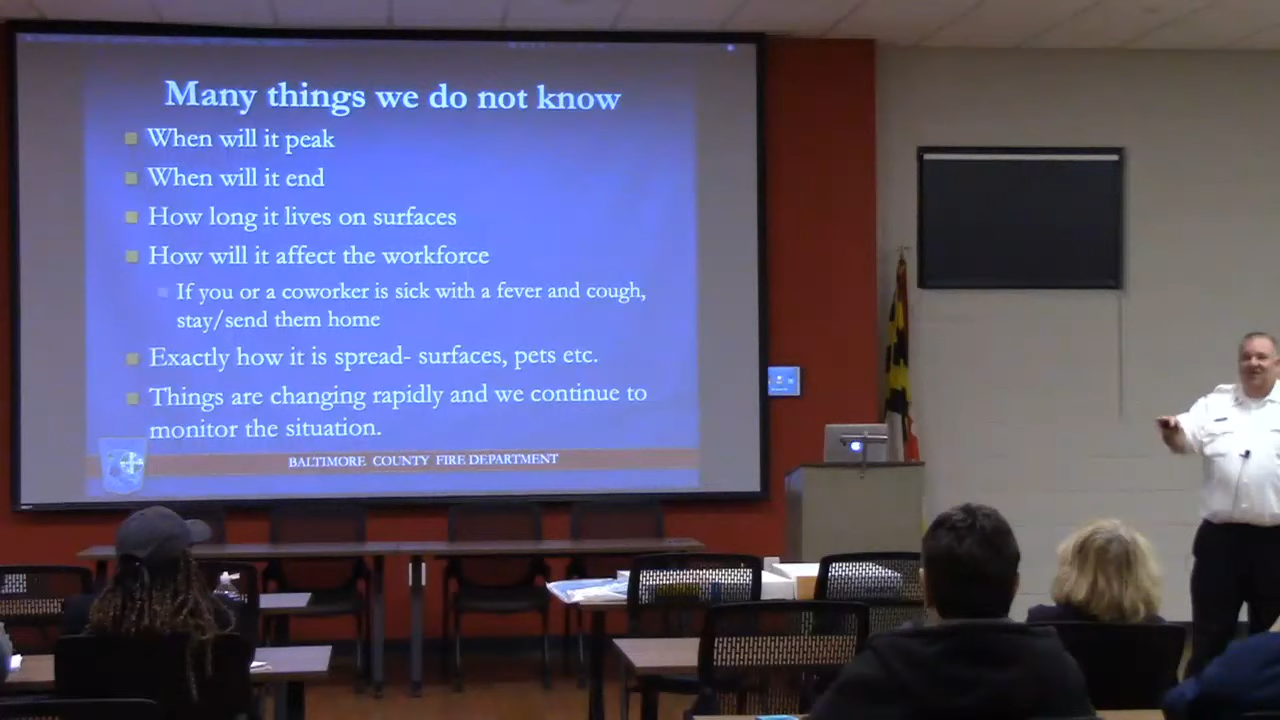 Many things we do not know
When will it peak
When will it end
How long it lives on surfaces
How will it affect the workforce
If you or a coworker is sick with a fever and cough,
stay/send them home
Exactly how it is spread- surfaces, pets etc.
Things are changing rapidly and we continue to
monitor the situation.
BALTIMORE COUNTY FIRE DEPARTMENT